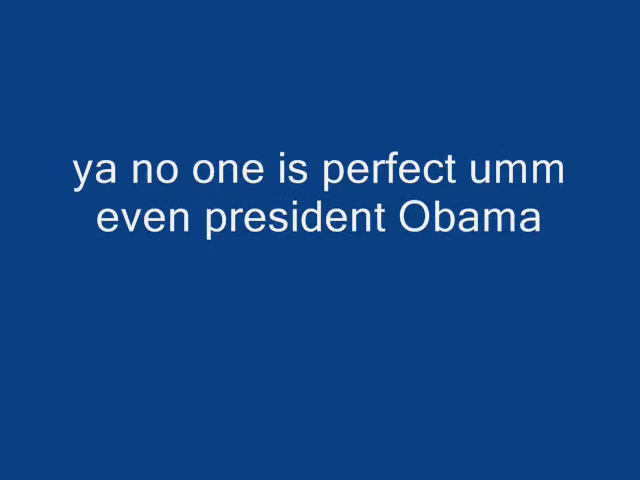 ya no one is perfect umm
even president Obama